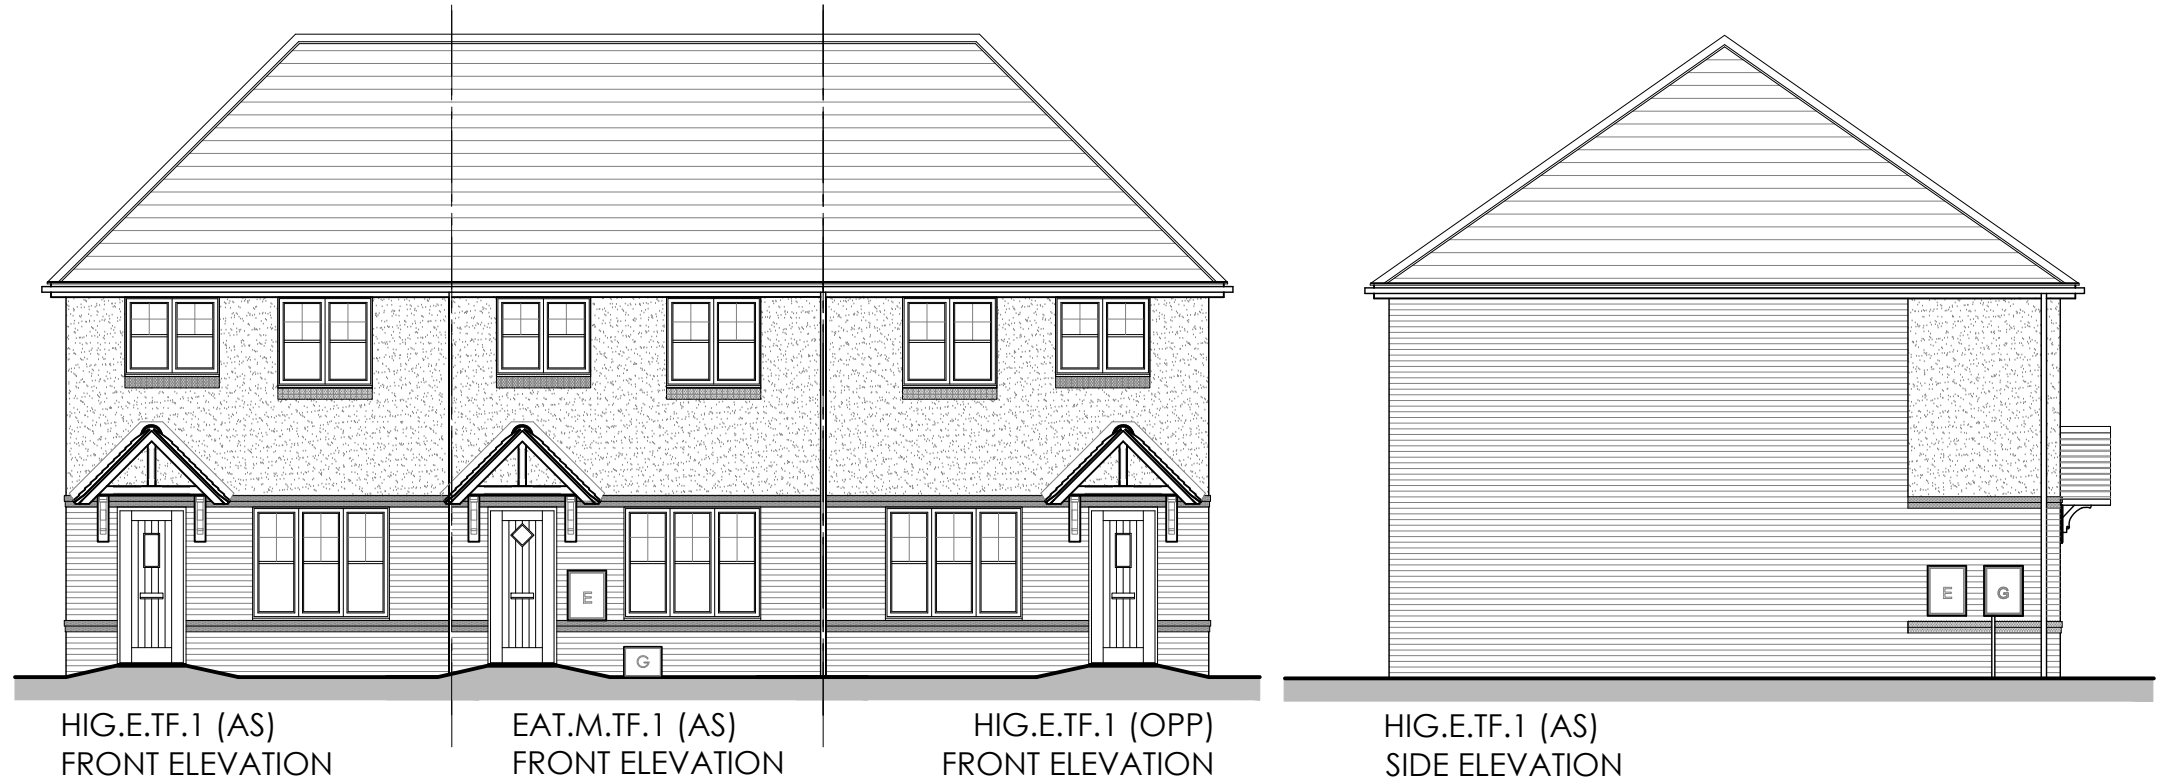 E
G
E
G
HIG.E.TF.1 (AS)
FRONT ELEVATION
EAT.M.TF.1 (AS)
FRONT ELEVATION
HIG.E.TF.1 (OPP)
FRONT ELEVATION
HIG.E.TF.1 (AS)
SIDE ELEVATION